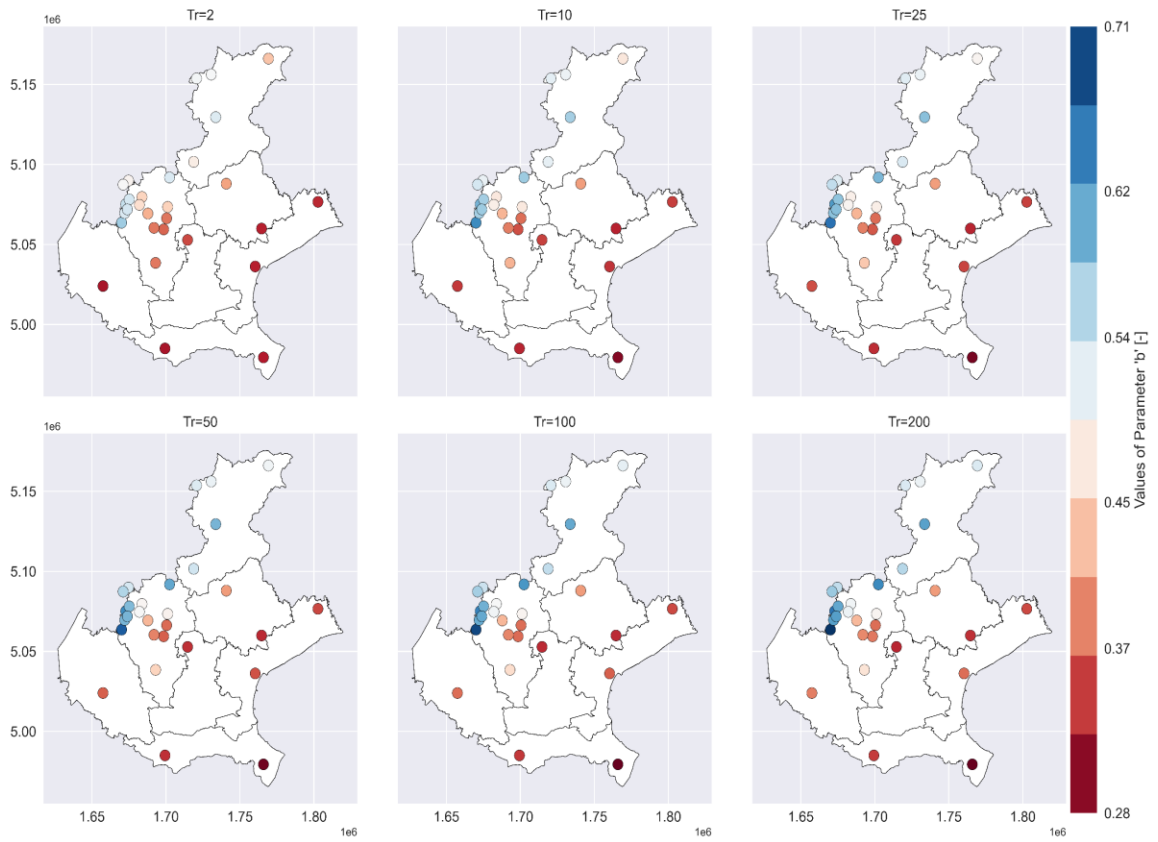 1e6
Tr=2
Tr=10
Tr=25
0.71
5.15
5.10
5.05
5.00
0.62
0.54
Values of Parameter 'b' [-]
0.45
0.37
0.28
1e6
Tr=50
Tr=100
Tr=200
5.15
5.10
5.05
5.00
1.65 1.70 1.75 1.80
1e6
1.65 1.70 1.75 1.80
1e6
1.65 1.70 1.75 1.80
1e6